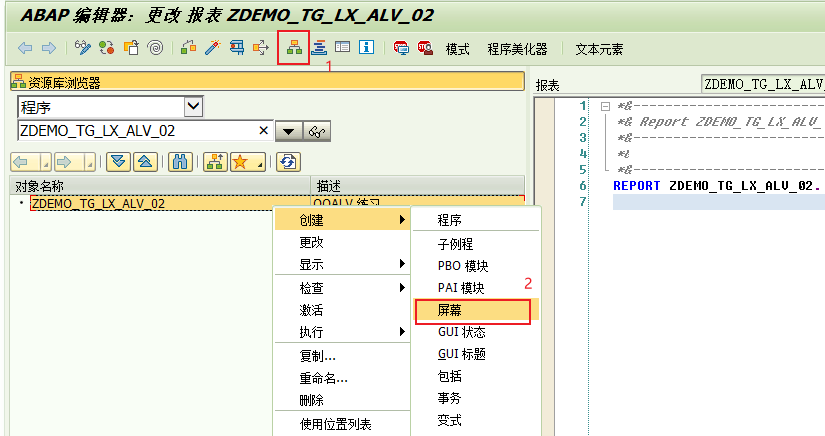 ABAP 编辑器：更改 报表 ZDEMO_TG_LX_ALV_02
模式 程序美化器 文本元素
1
资源库浏览器
程序
ZDEMO_TG_LX_ALV_02
对象名称 描述
ZDEMO_TG_LX_ALV_02 OOALV 练习
创建
更改
显示
检查
激活
执行
复制...
重命名...
删除
使用位置列表
程序
子例程
PBO 模块
PAI 模块
2
屏幕
GUI 状态
GUI 标题
包括
事务
变式
报表 ZDEMO_TG_LX_ALV_
1 *&---------------------------
2 *& Report ZDEMO_TG_LX_ALV_
3 *&---------------------------
4 *&
5 *&---------------------------
6 REPORT ZDEMO_TG_LX_ALV_02.
7